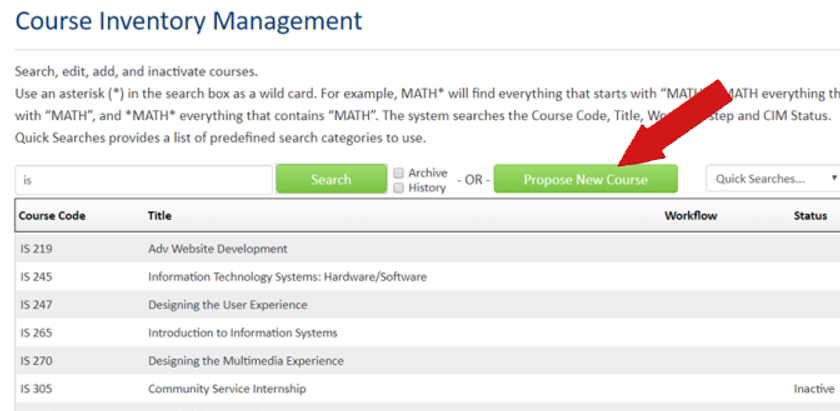 Course Inventory Management
Search, edit, add, and inactivate courses.
Use an asterisk (*) in the search box as a wild card. For example, MATH* will find everything that starts with “MATH MATH everything
with “MATH”, and *MATH* everything that contains “MATH”. The system searches the Course Code, Title, step and CIM Status.
Quick Searches provides a list of predefined search categories to use.
is Search Archive History - OR - Propose New Course Quick Searches...
Course Code Title Workflow Status
IS 219 Adv Website Development
IS 245 Information Technology Systems: Hardware/Software
IS 247 Designing the User Experience
IS 265 Introduction to Information Systems
IS 270 Designing the Multimedia Experience
IS 305 Community Service Internship Inactive